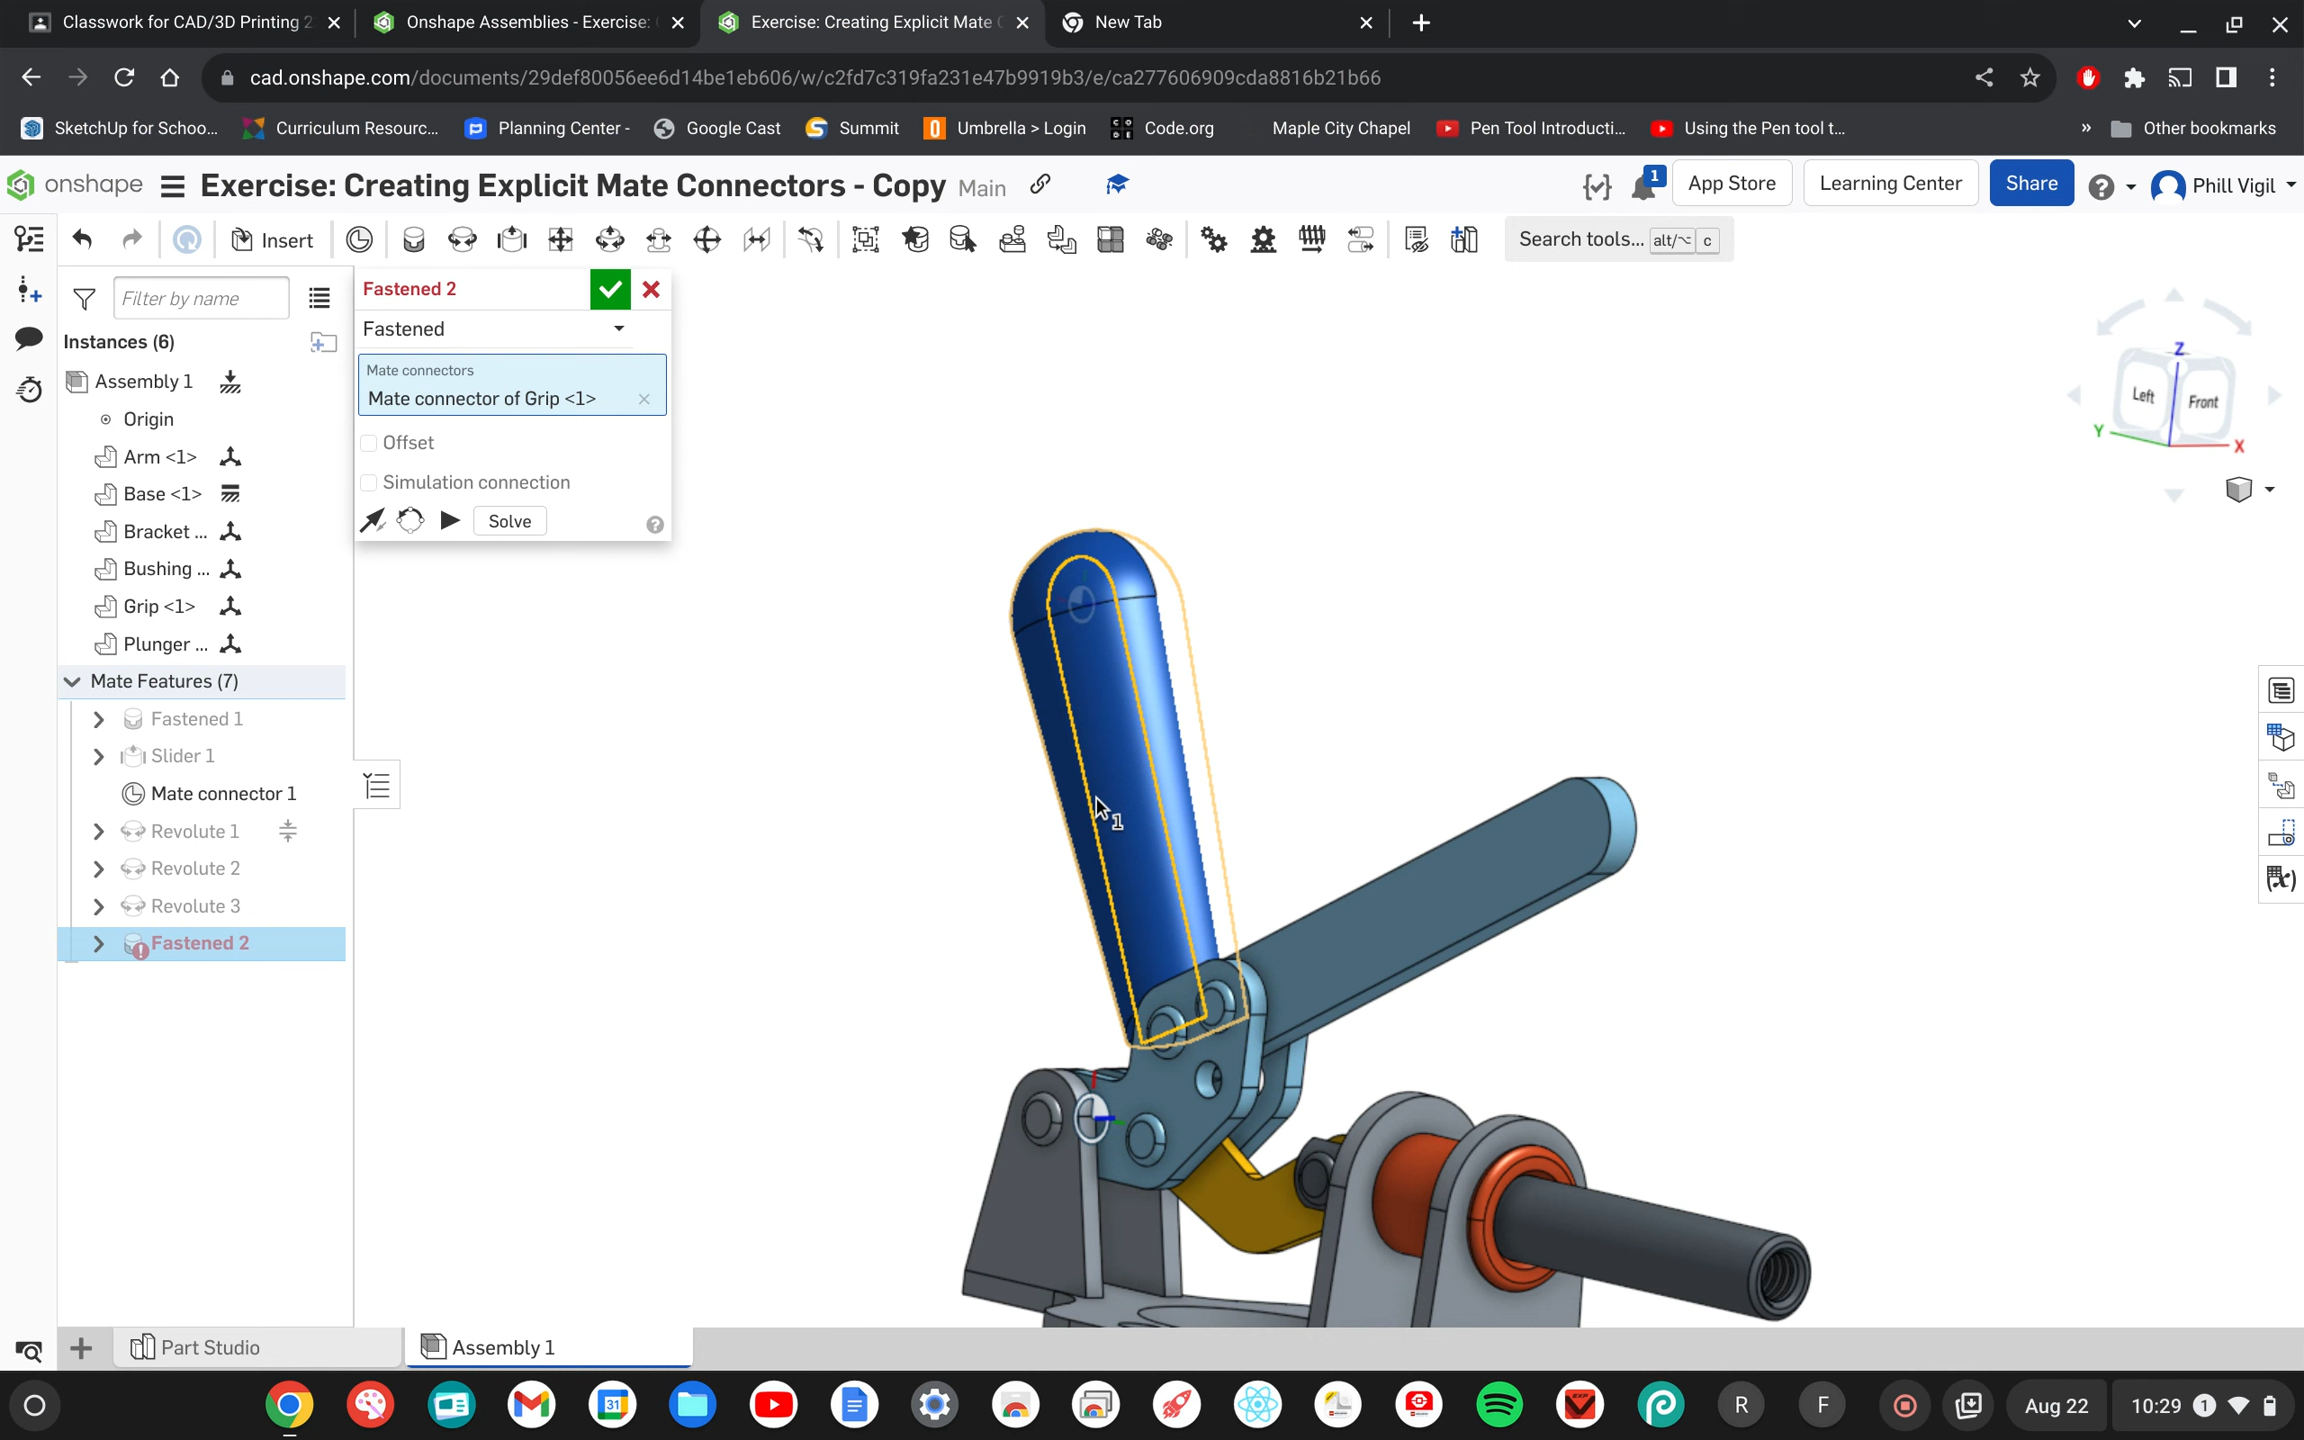 Classwork for CAD/3D Printing 2
Onshape Assemblies - Exercise: C
Exercise: Creating Explicit Mate C
New Tab
cad.onshape.com/documents/29def80056ee6d14be1eb606/w/c2fd7c319fa231e47b9919b3/e/ca277606909cda8816b21b66
SketchUp for Schoo...
Curriculum Resourc...
Planning Center -
Google Cast
Summit
Umbrella > Login
Code.org
Maple City Chapel
Pen Tool Introducti...
Using the Pen tool t...
»
Other bookmarks
onshape
Exercise: Creating Explicit Mate Connectors - Copy
Main
1
App Store
Learning Center
Share
Phill Vigil
Insert
Search tools... alt/⌥ c
Filter by name
Instances (6)
Assembly 1
Origin
Arm <1>
Base <1>
Bracket ...
Bushing ...
Grip <1>
Plunger ...
Mate Features (7)
Fastened 1
Slider 1
Mate connector 1
Revolute 1
Revolute 2
Revolute 3
Fastened 2
Fastened 2
Fastened
Mate connectors
Mate connector of Grip <1>
Offset
Simulation connection
Solve
Z
Left
Front
Y
X
1
Part Studio
Assembly 1
31
R
F
Aug 22
10:29
1